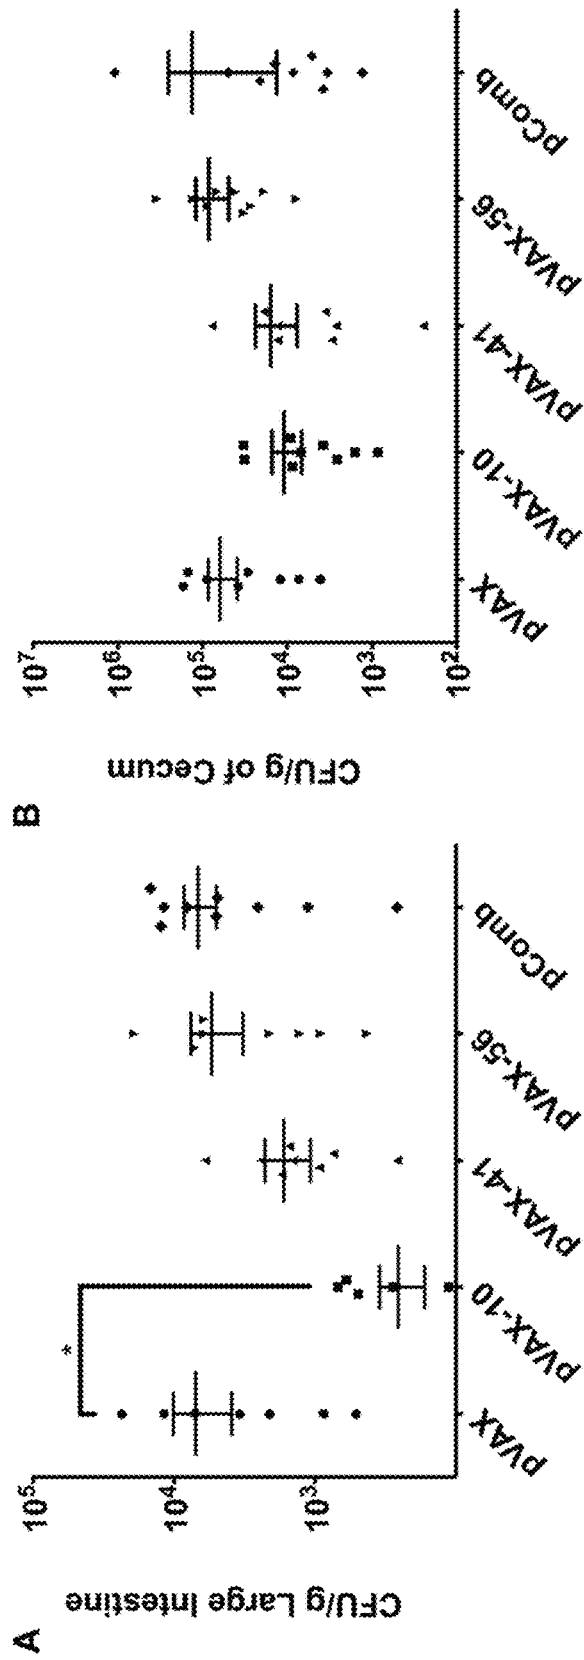 A
CFU/g Large Intestine
10⁵
10⁴
10³
*
pVAX
pVAX-10
pVAX-41
pVAX-56
pComb
B
CFU/g of Cecum
10⁷
10⁶
10⁵
10⁴
10³
10²
pVAX
pVAX-10
pVAX-41
pVAX-56
pComb